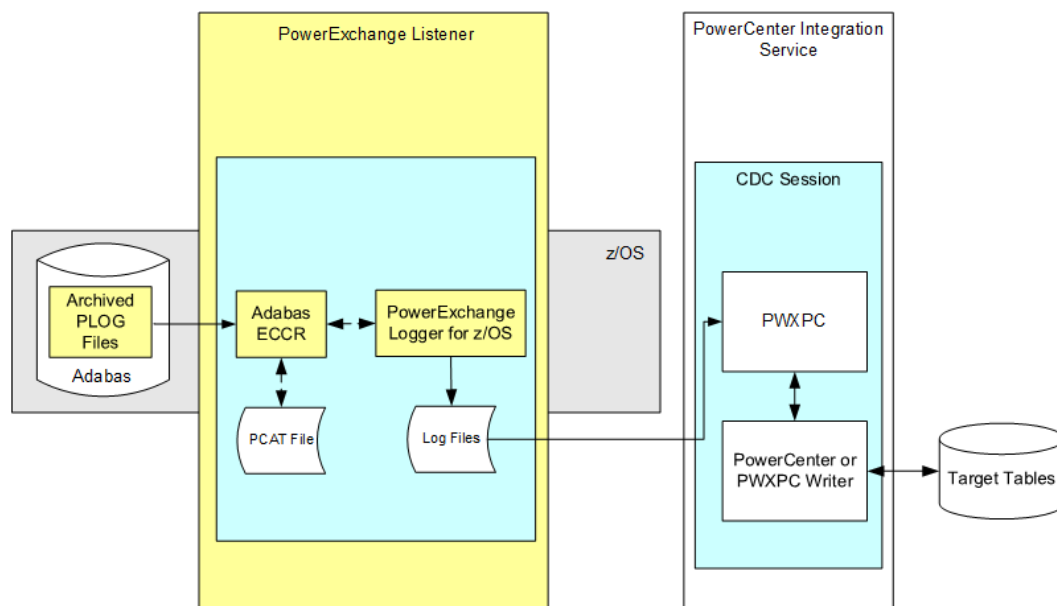 PowerExchange Listener
PowerCenter Integration
Service
CDC Session
z/OS
Archived
PLOG
Files
Adabas
Adabas
ECCR
PowerExchange
Logger for z/OS
PWXPC
PCAT File
Log Files
PowerCenter or
PWXPC Writer
Target Tables